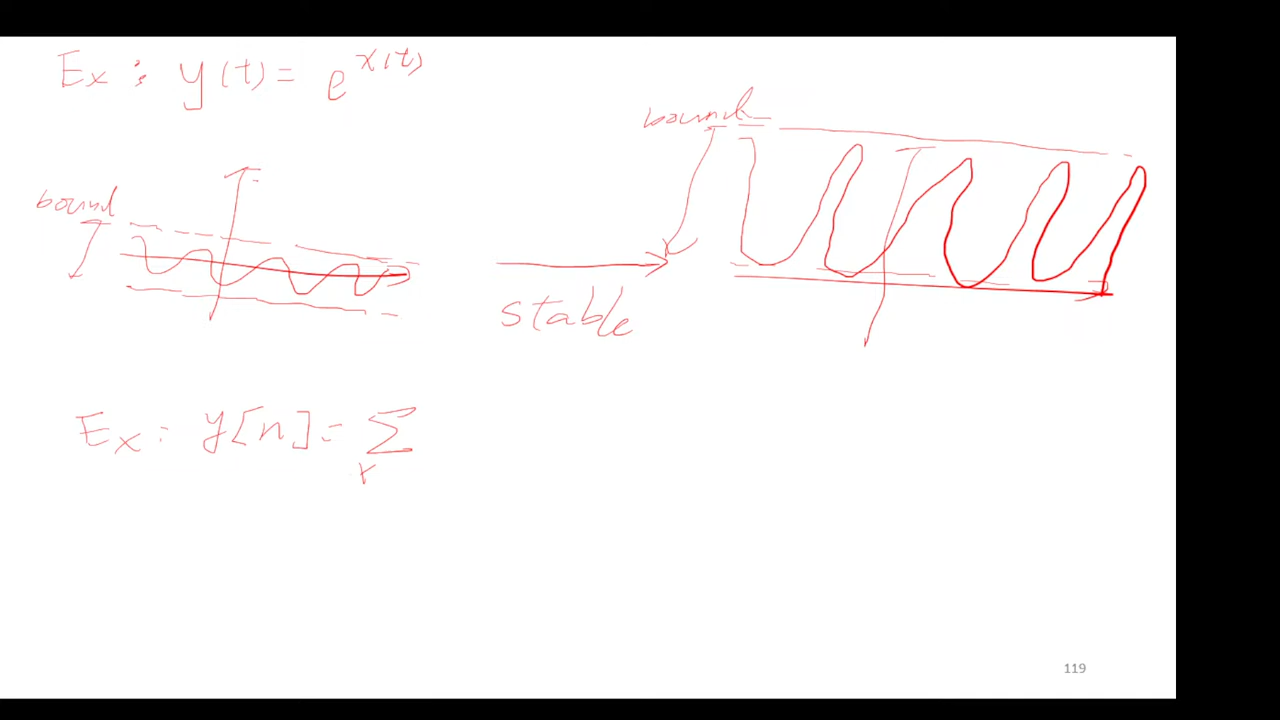 Ex: y(t) = e^x(t)
bound
bound
stable
Ex: y[n] = Σ
k
119